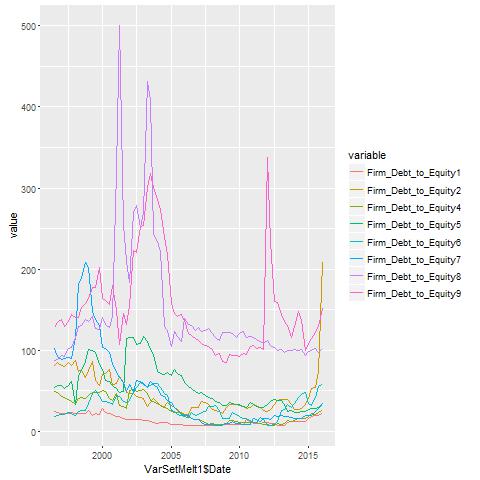 500
400
300
200
100
0
value
2000
2005
2010
2015
VarSetMelt1$Date
variable
Firm_Debt_to_Equity1
Firm_Debt_to_Equity2
Firm_Debt_to_Equity4
Firm_Debt_to_Equity5
Firm_Debt_to_Equity6
Firm_Debt_to_Equity7
Firm_Debt_to_Equity8
Firm_Debt_to_Equity9